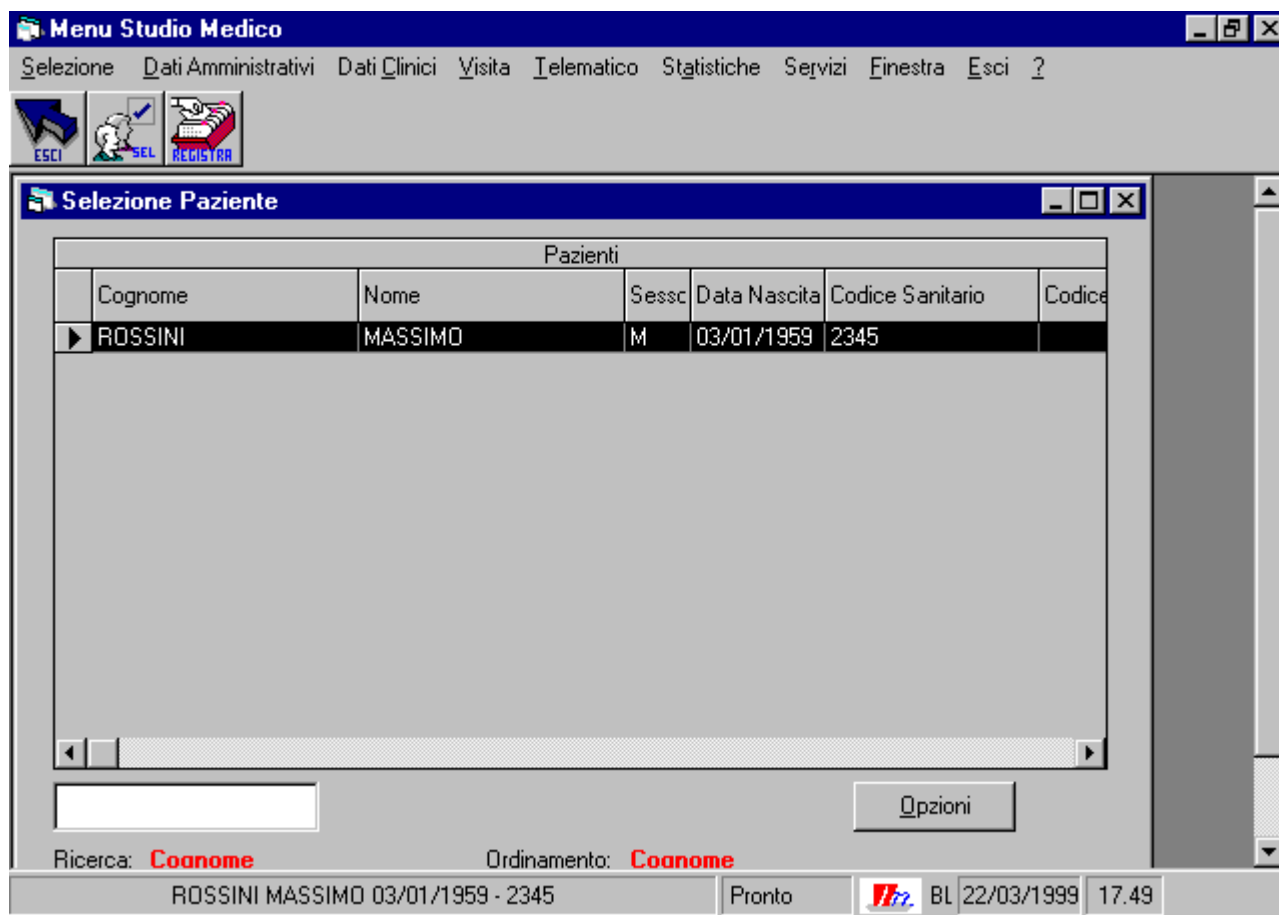 Menu Studio Medico
Selezione Dati Amministrativi Dati Clinici Visita Telematico Statistiche Servizi Finestra Esci ?
ESCI SEL REGISTRA
Selezione Paziente
Pazienti
Cognome Nome Sesso Data Nascita Codice Sanitario Codice
ROSSINI MASSIMO M 03/01/1959 2345
Opzioni
Ricerca: Cognome Ordinamento: Cognome
ROSSINI MASSIMO 03/01/1959 - 2345 Pronto BL 22/03/1999 17.49